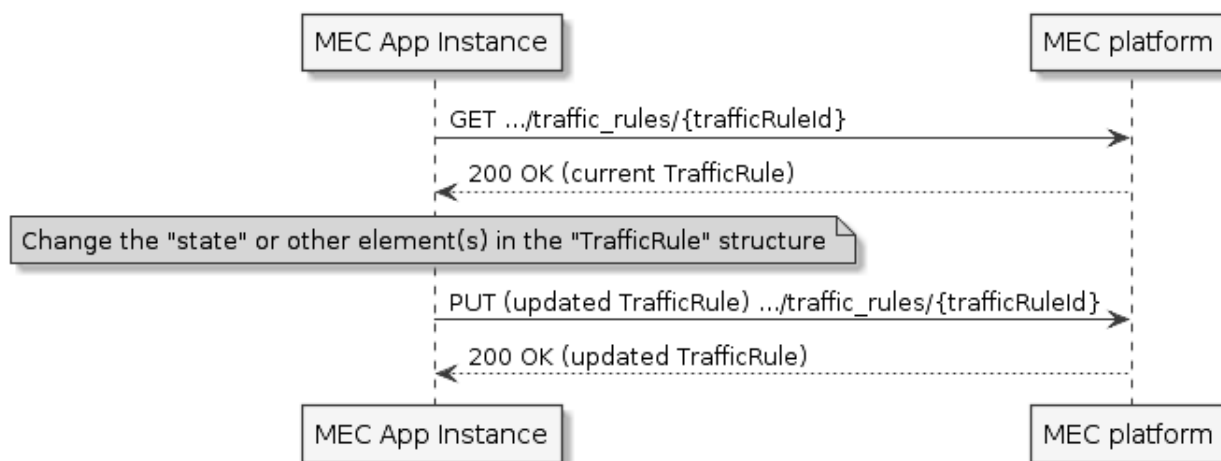 MEC App Instance
MEC platform
GET .../traffic_rules/{trafficRuleId}
200 OK (current TrafficRule)
Change the "state" or other element(s) in the "TrafficRule" structure
PUT (updated TrafficRule) .../traffic_rules/{trafficRuleId}
200 OK (updated TrafficRule)
MEC App Instance
MEC platform